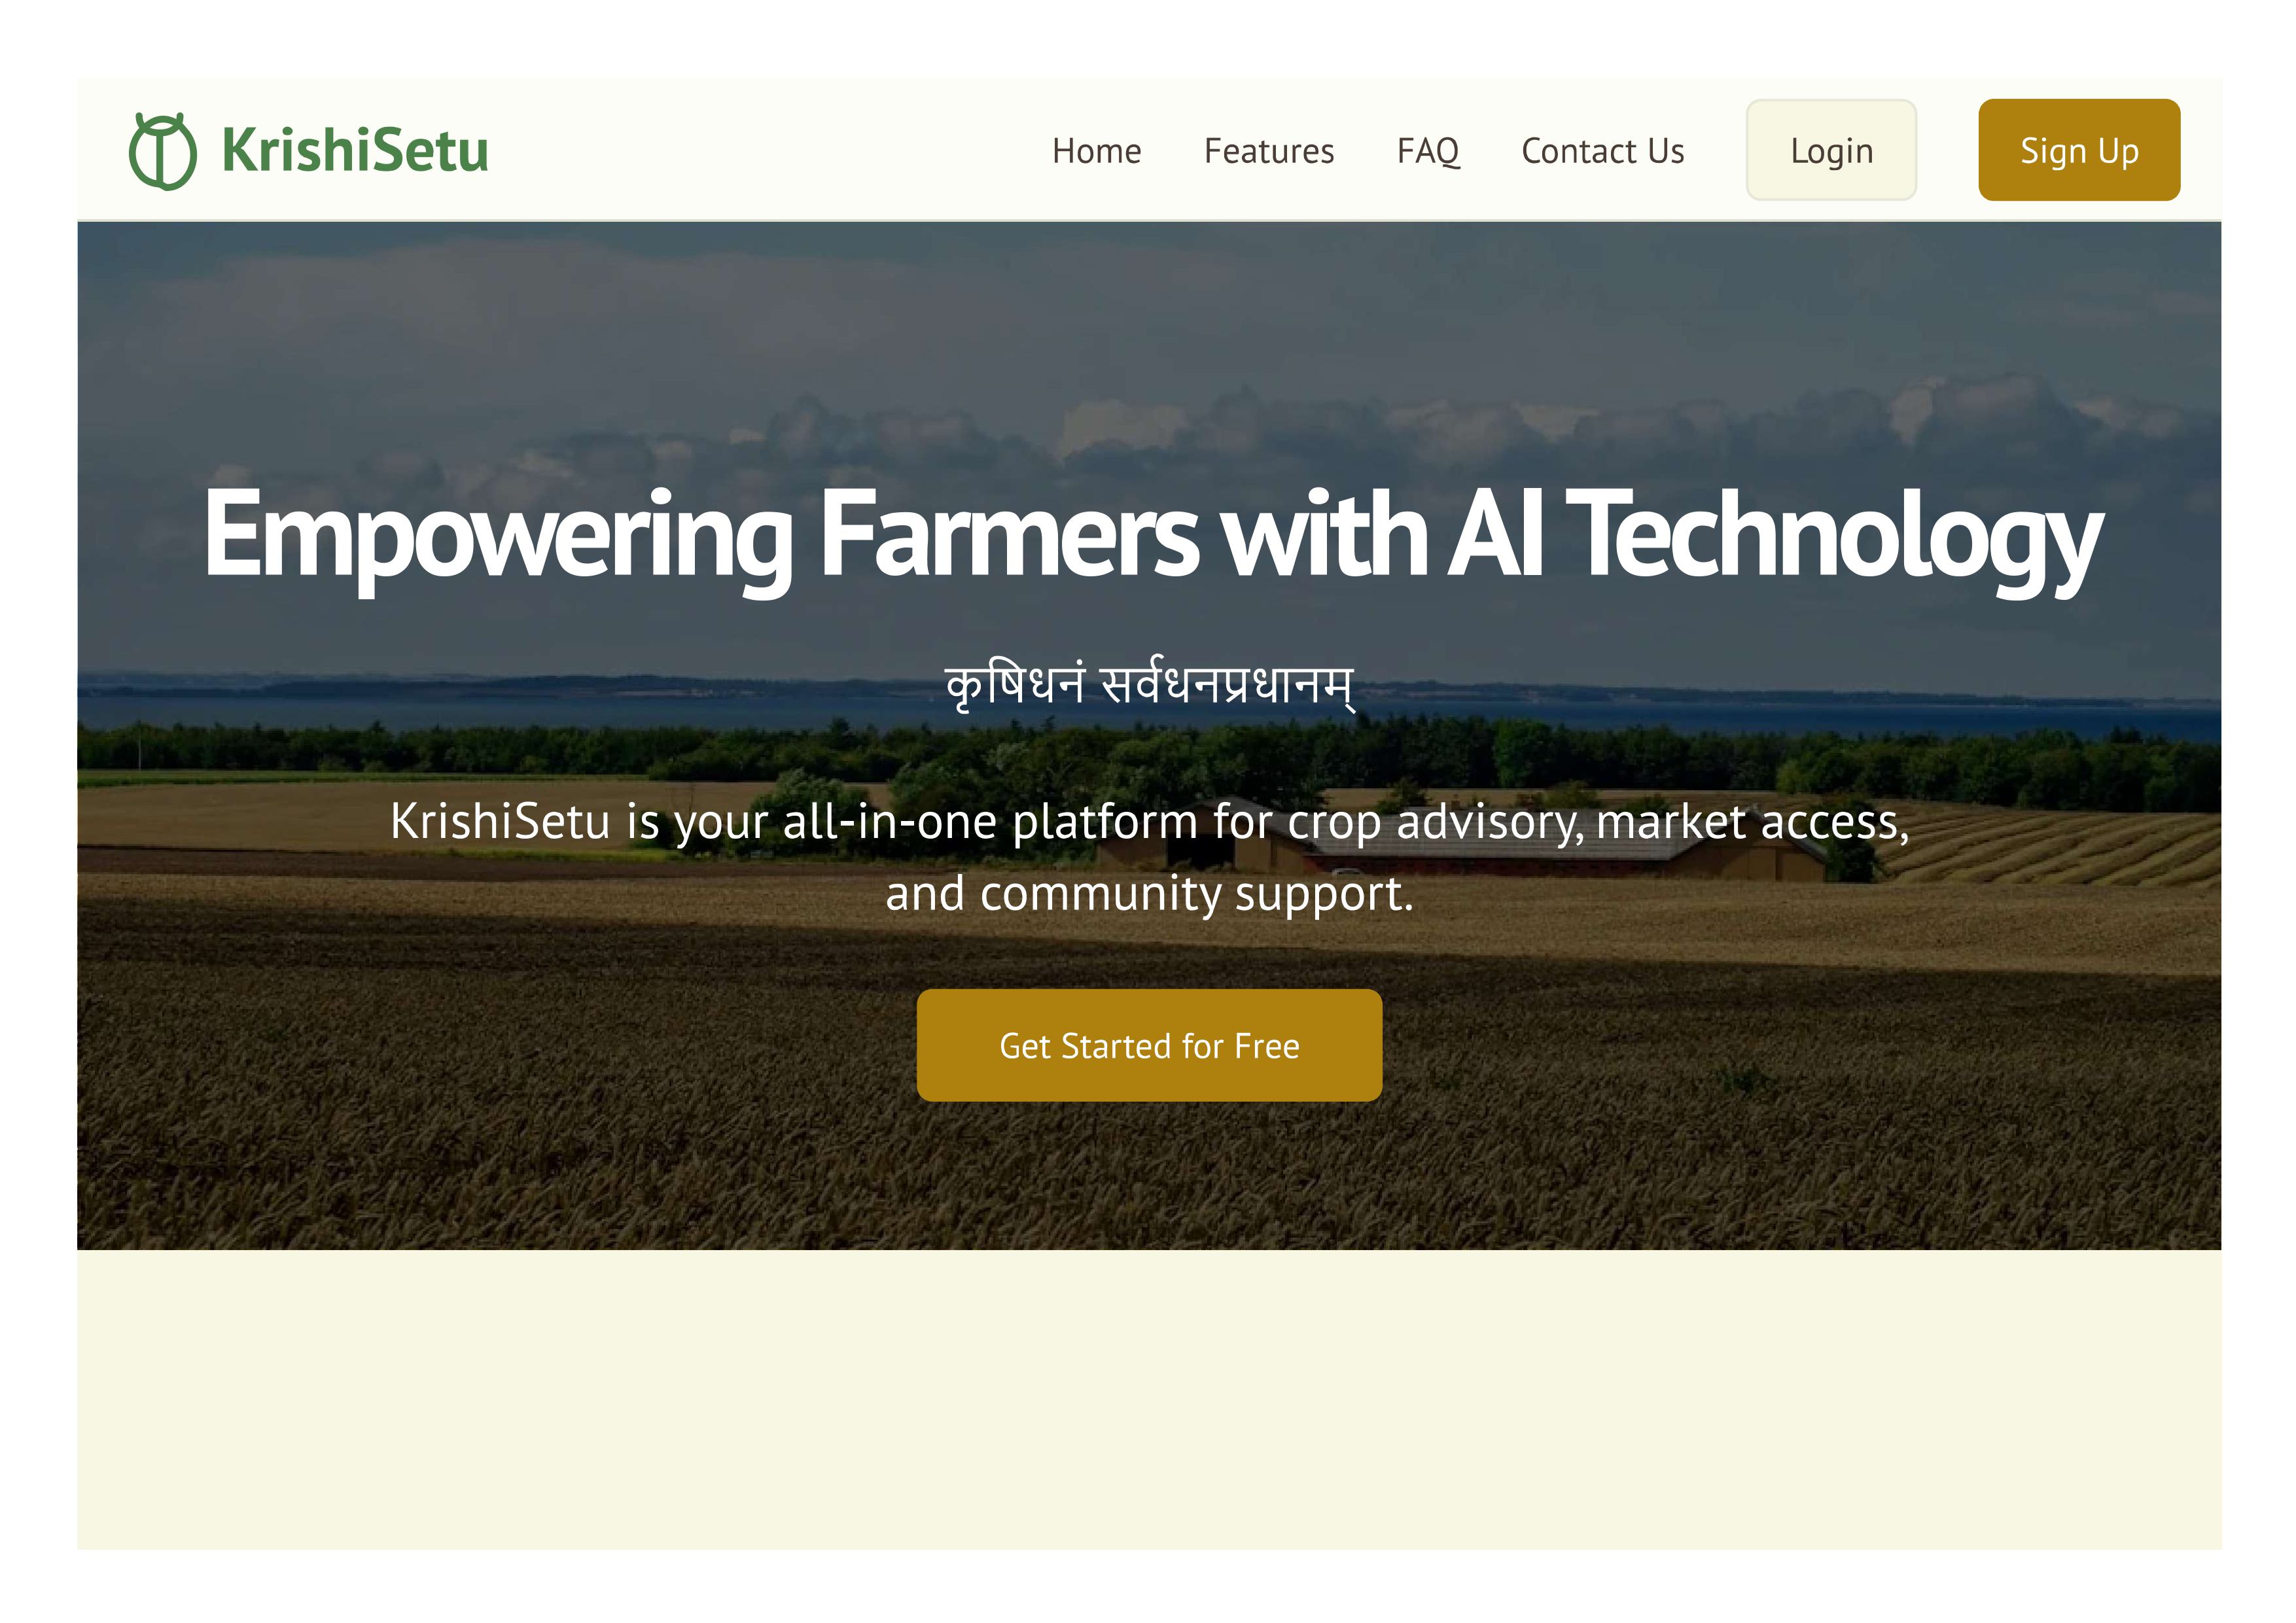 KrishiSetu
Home Features FAQ Contact Us Login Sign Up
Empowering Farmers with AI Technology
कृषिधनं सर्वधनप्रधानम्
KrishiSetu is your all-in-one platform for crop advisory, market access,
and community support.
Get Started for Free